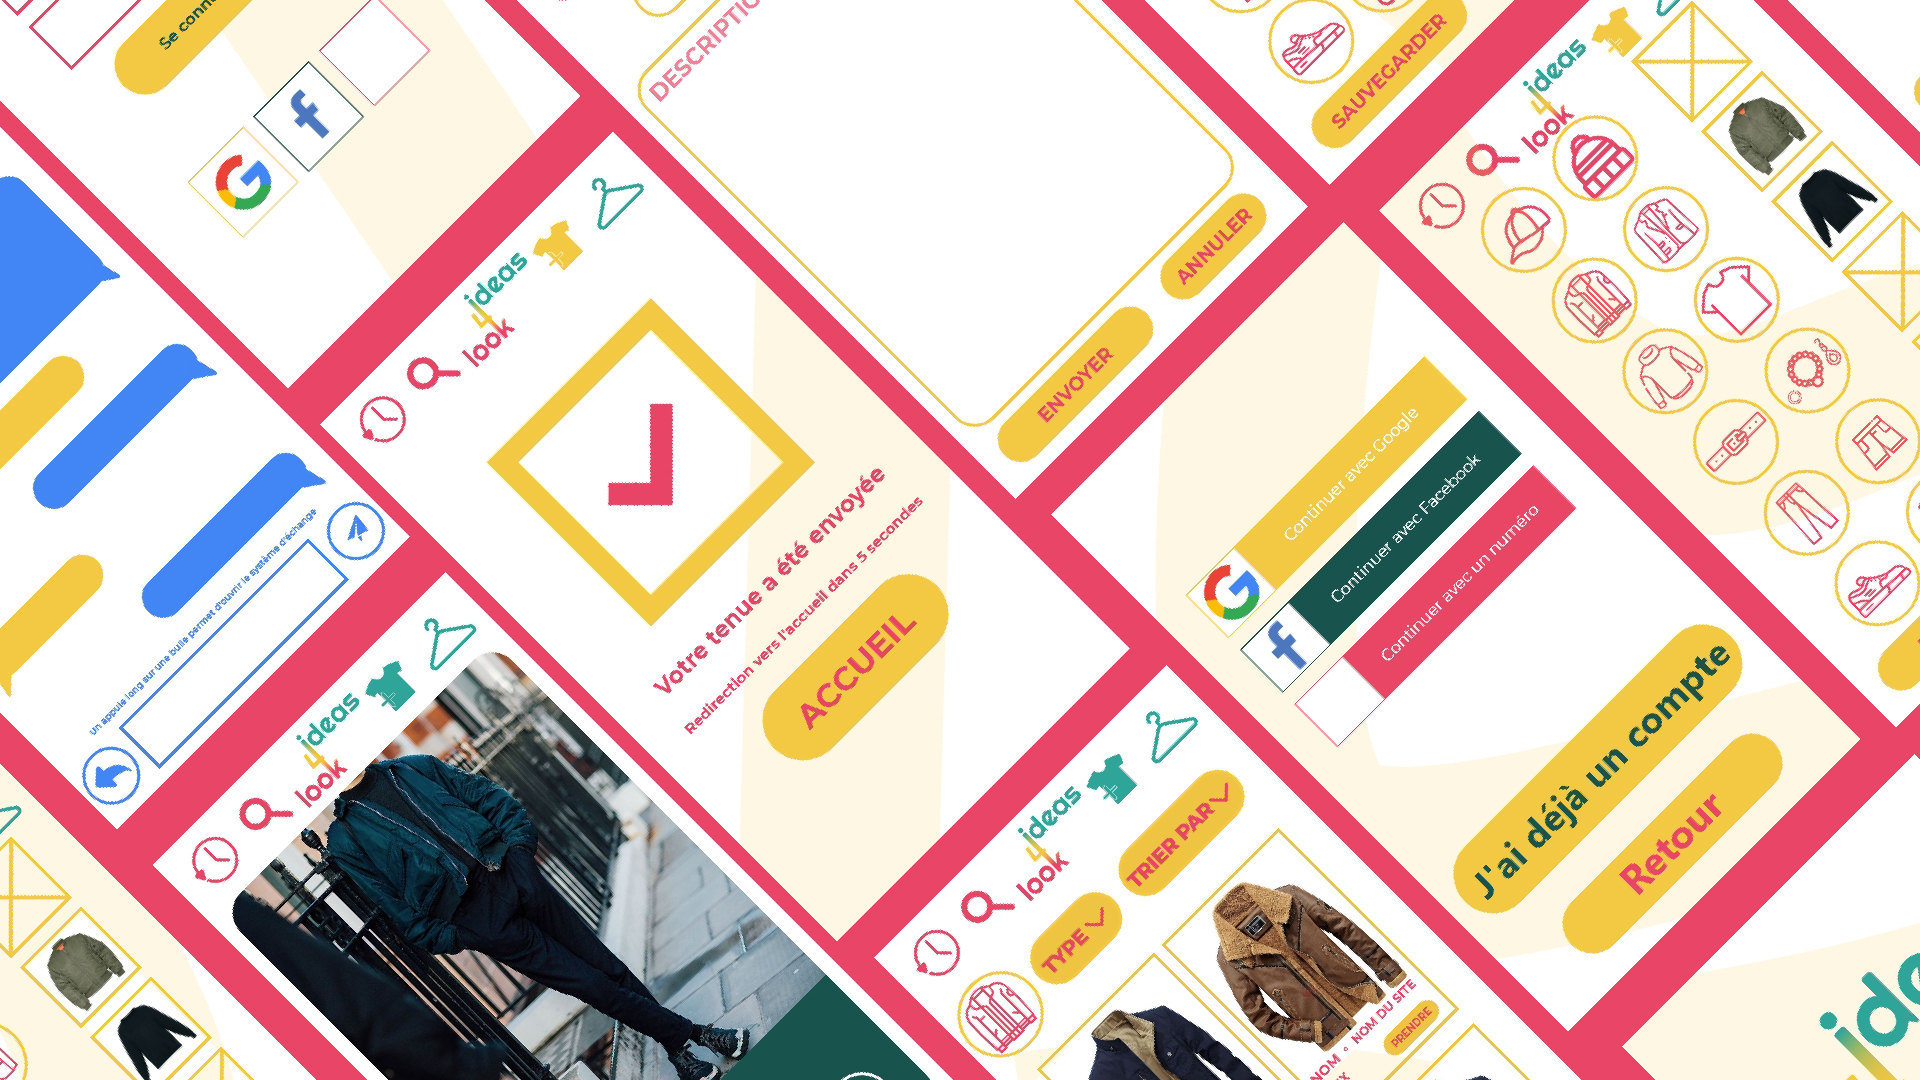 Se conn
DESCRIPTIO
SAUVEGARDER
look
4
ideas
ANNULER
ENVOYER
look
4
ideas
Votre tenue a été envoyée
Redirection vers l'accueil dans 5 secondes
ACCUEIL
Continuer avec Google
Continuer avec Facebook
Continuer avec un numéro
J'ai déjà un compte
Retour
Un appuie long sur une bulle permet d'ouvrir le système d'échange
look
4
ideas
look
4
ideas
TYPE
TRIER PAR
NOM ° NOM DU SITE
PRENDRE
ide